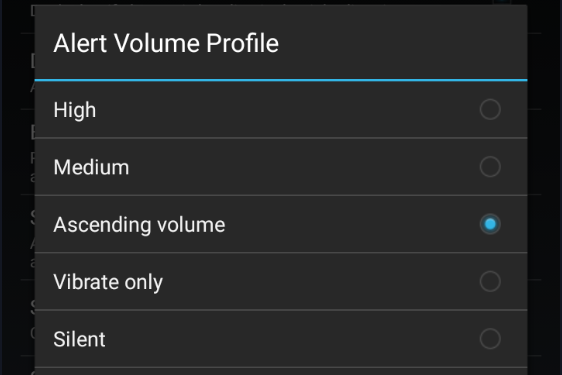 Alert Volume Profile
High
Medium
Ascending volume
Vibrate only
Silent